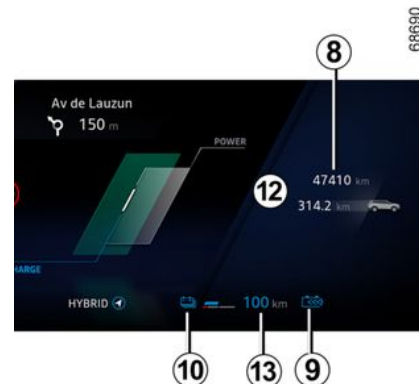 68690
8
Av de Lauzun
150 m
POWER
12
47410 km
314.2 km
HARGE
HYBRID
100 km
10
13
9